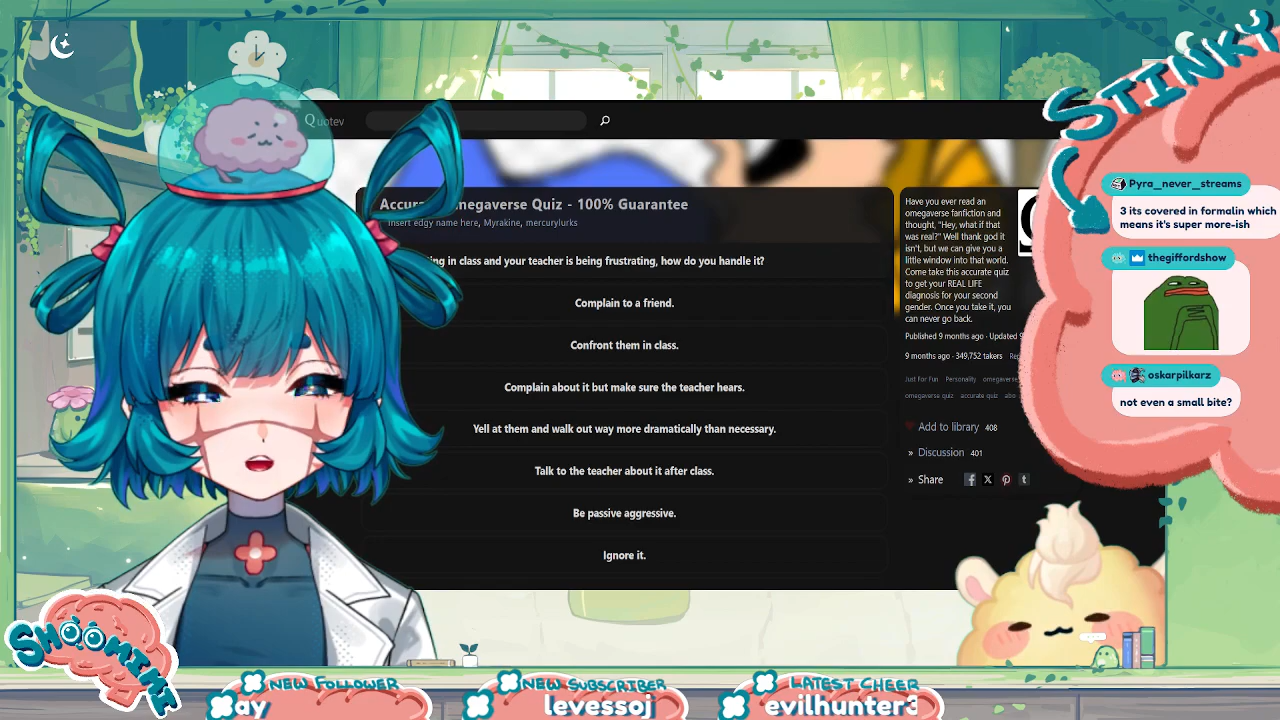 Quotev
STINKY
Pyra_never_streams
3 its covered in formalin which
means it's super more-ish
thegiffordshow
oskarpilkarz
not even a small bite?
Quiz - 100% Guarantee
Insert edgy name here, Myrakine, mercurylurks
in class and your teacher is being frustrating, how do you handle it?
Complain to a friend.
Confront them in class.
Complain about it but make sure the teacher hears.
Yell at them and walk out way more dramatically than necessary.
Talk to the teacher about it after class.
Be passive aggressive.
Ignore it.
Have you ever read an
omegaverse fanfiction and
thought, "Hey, what if that
was real?" Well thank god it
isn't, but we can give you a
little window into that world.
Come take this accurate quiz
to get your REAL LIFE
diagnosis for your second
gender. Once you take it, you
can never go back.
Published 9 months ago · Updated 9
9 months ago · 349,752 takers
Just For Fun Personality omegaverse
omegaverse quiz accurate quiz abo
Add to library 408
» Discussion 401
» Share f X t
SMOOMINE
NEW FOLLOWER
ay
NEW SUBSCRIBER
levessoj
LATEST CHEER
evilhunter3